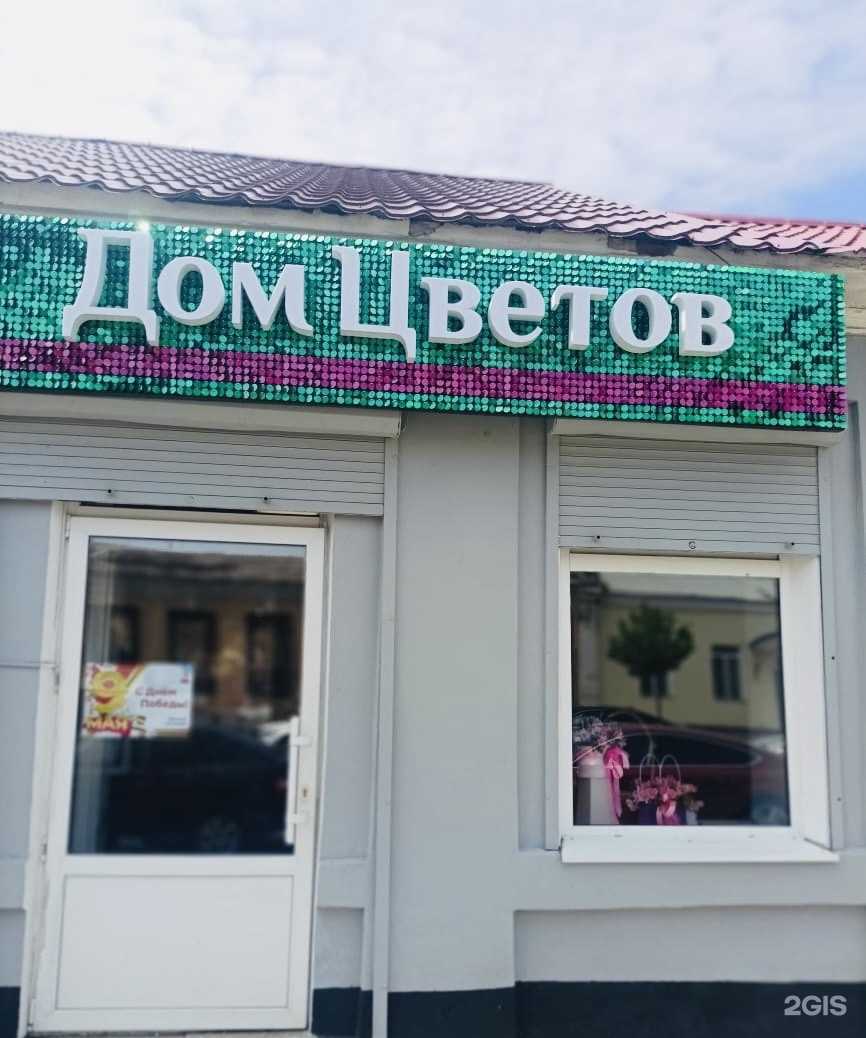 Дом Цветов
9
МАЯ
С Днём
Победы!
2GIS